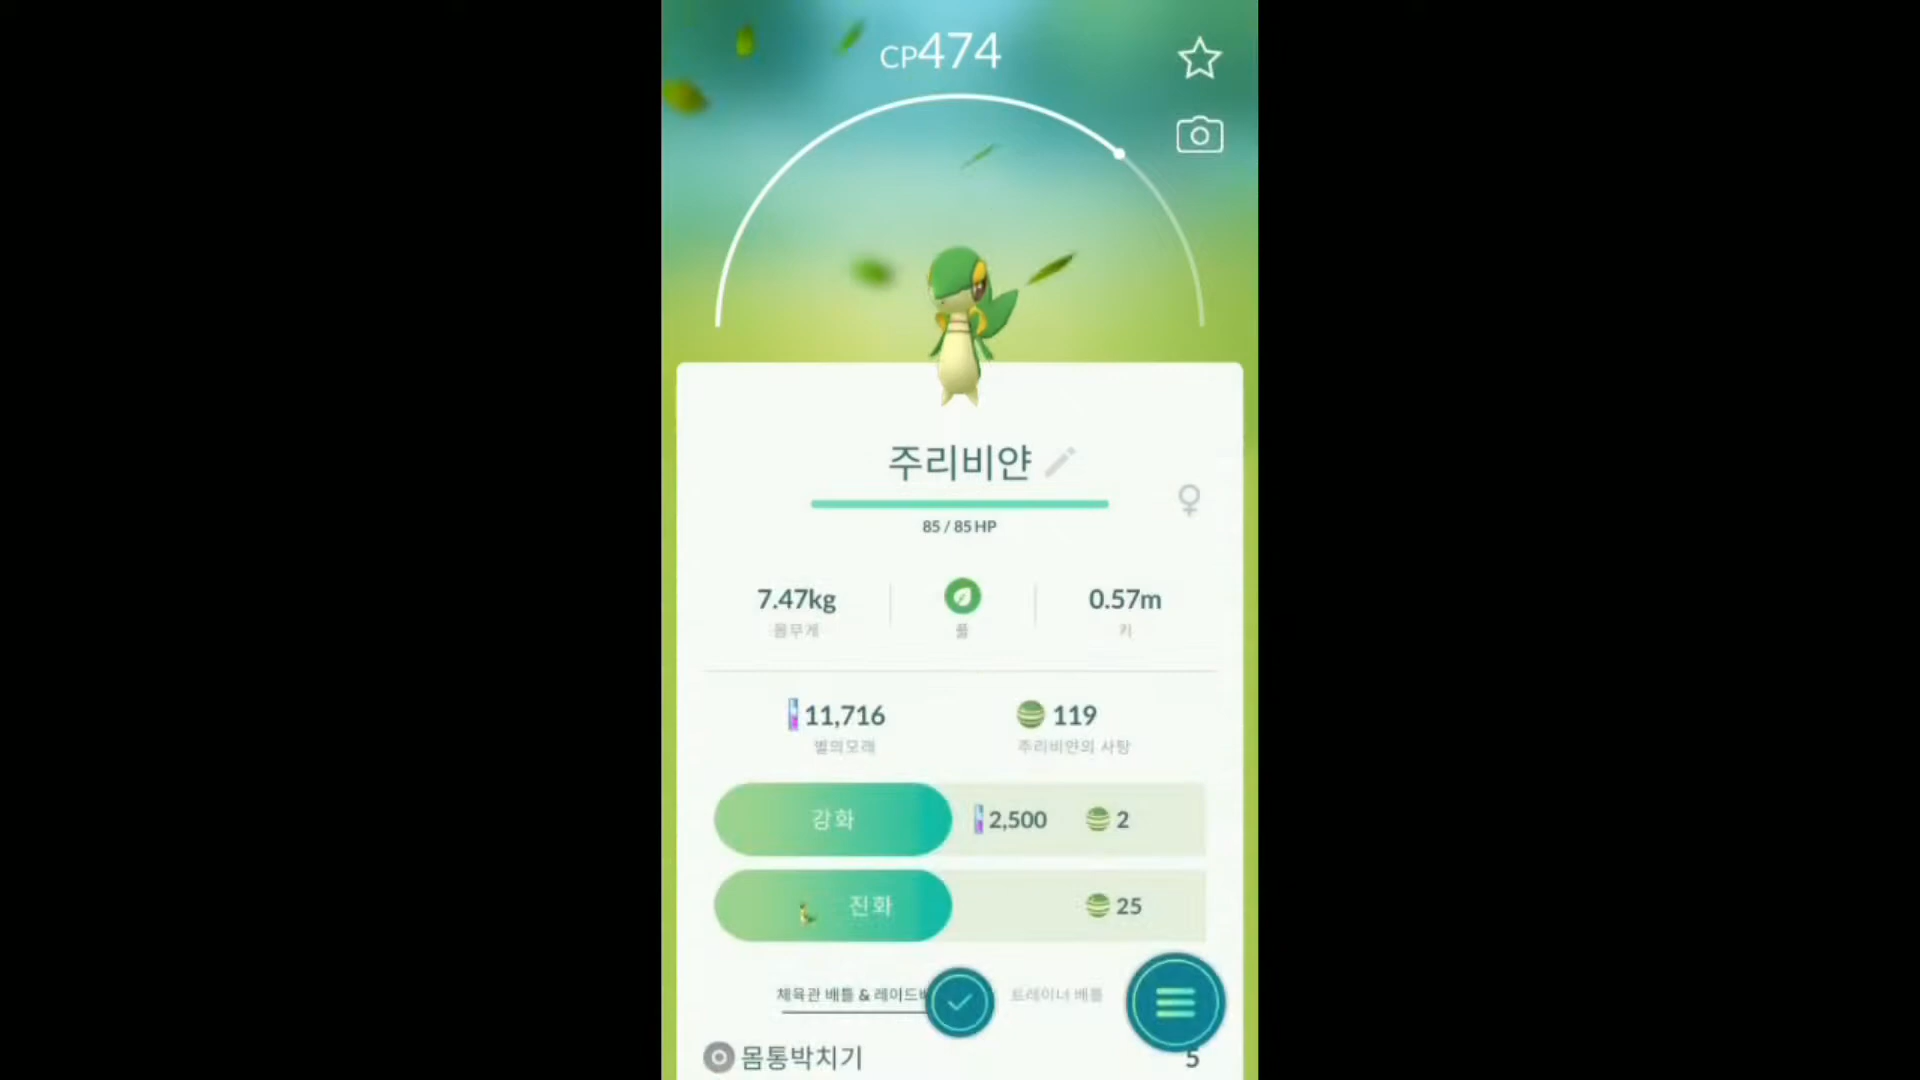 CP474
주리비얀
85 / 85 HP
7.47kg
몸무게
풀
0.57m
키
11,716
별의모래
119
주리비얀의 사탕
강화
2,500
2
진화
25
체육관 배틀 & 레이드배
트레이너 배틀
몸통박치기
5